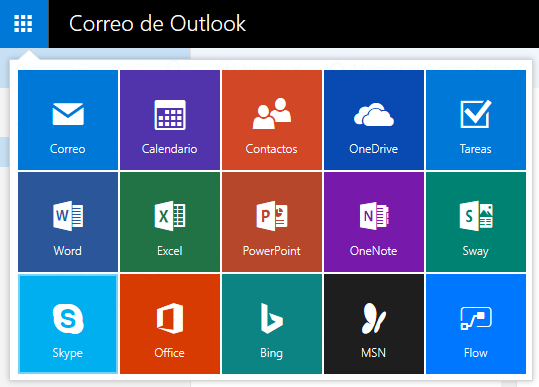 Correo de Outlook
Correo
Calendario
Contactos
OneDrive
Tareas
Word
Excel
PowerPoint
OneNote
Sway
Skype
Office
Bing
MSN
Flow